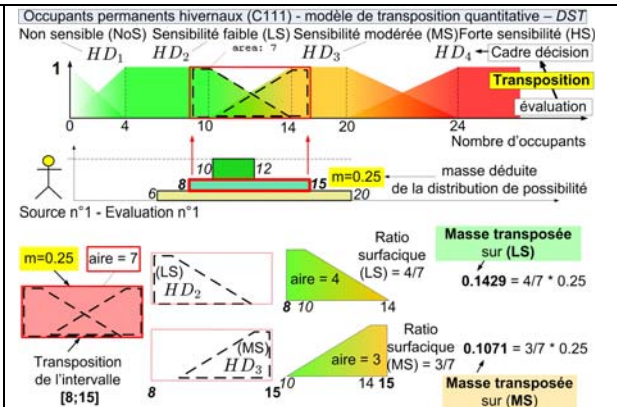 Occupants permanents hivernaux (C111) - modèle de transposition quantitative – DST
Non sensible (NoS) Sensibilité faible (LS) Sensibilité modérée (MS) Forte sensibilité (HS)
HD1 HD2 area: 7 HD3 HD4 Cadre décision
1
Transposition
évaluation
0 4 10 14 20 24
Nombre d'occupants
10 12
m=0.25
masse déduite
de la distribution de possibilité
8 15
6 20
Source n°1 - Evaluation n°1
m=0.25 aire = 7
(LS)
HD2
aire = 4
8 10 14
Ratio
surfacique
(LS) = 4/7
Masse transposée
sur (LS)
0.1429 = 4/7 * 0.25
Transposition
de l'intervalle
[8;15]
(MS)
HD3
8 15
aire = 3
10 14 15
Ratio
surfacique
(MS) = 3/7
0.1071 = 3/7 * 0.25
Masse transposée
sur (MS)